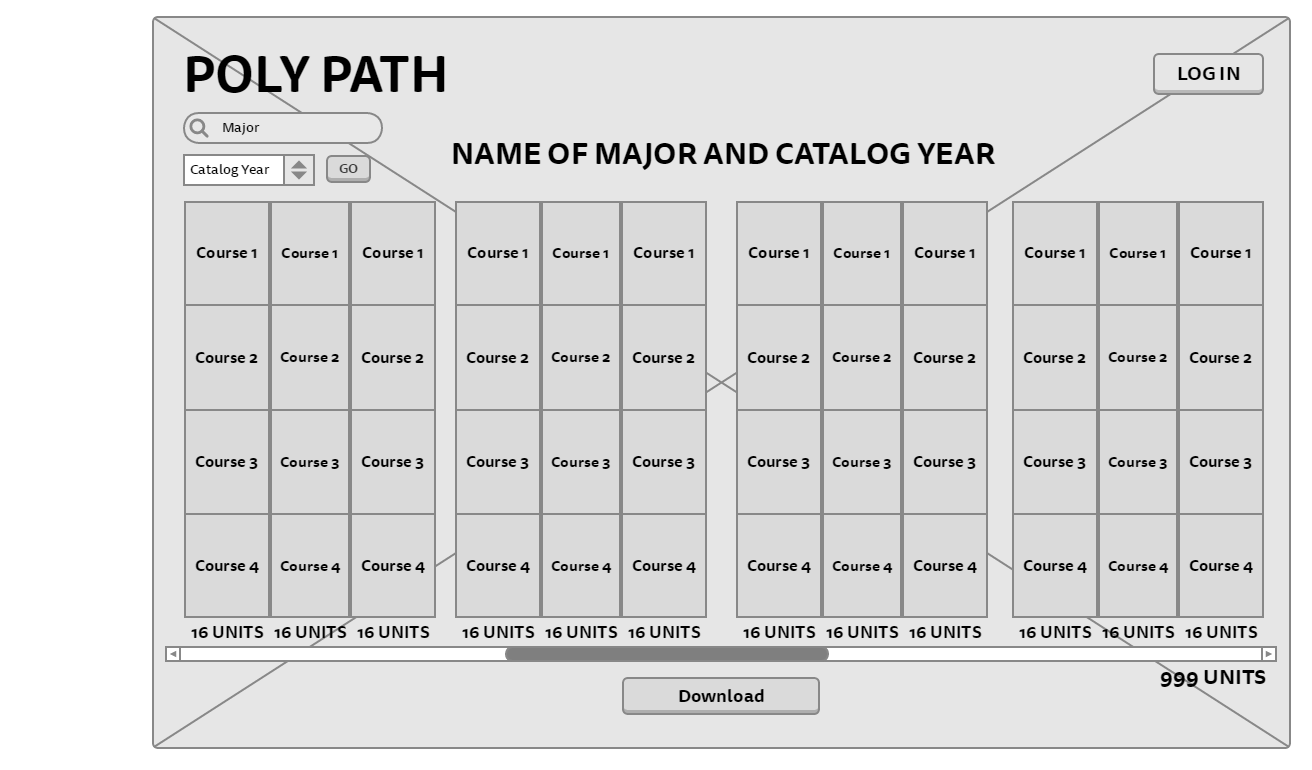 POLY PATH
LOG IN
Major
Catalog Year
GO
NAME OF MAJOR AND CATALOG YEAR
Course 1 Course 1 Course 1 Course 1 Course 1 Course 1 Course 1 Course 1 Course 1 Course 1 Course 1 Course 1
Course 2 Course 2 Course 2 Course 2 Course 2 Course 2 Course 2 Course 2 Course 2 Course 2 Course 2 Course 2
Course 3 Course 3 Course 3 Course 3 Course 3 Course 3 Course 3 Course 3 Course 3 Course 3 Course 3 Course 3
Course 4 Course 4 Course 4 Course 4 Course 4 Course 4 Course 4 Course 4 Course 4 Course 4 Course 4 Course 4
16 UNITS 16 UNITS 16 UNITS 16 UNITS 16 UNITS 16 UNITS 16 UNITS 16 UNITS 16 UNITS 16 UNITS 16 UNITS 16 UNITS
999 UNITS
Download